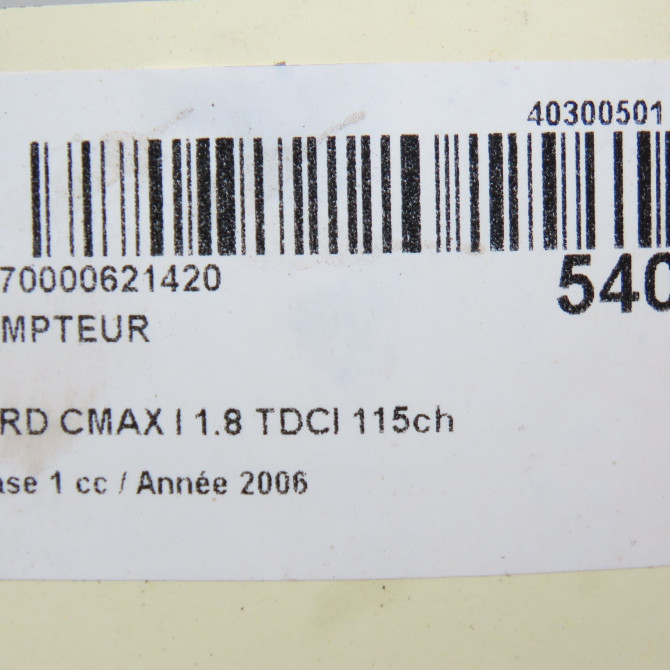 40300501
70000621420
540
MPTEUR
RD CMAX I 1.8 TDCI 115ch
ase 1 cc / Année 2006